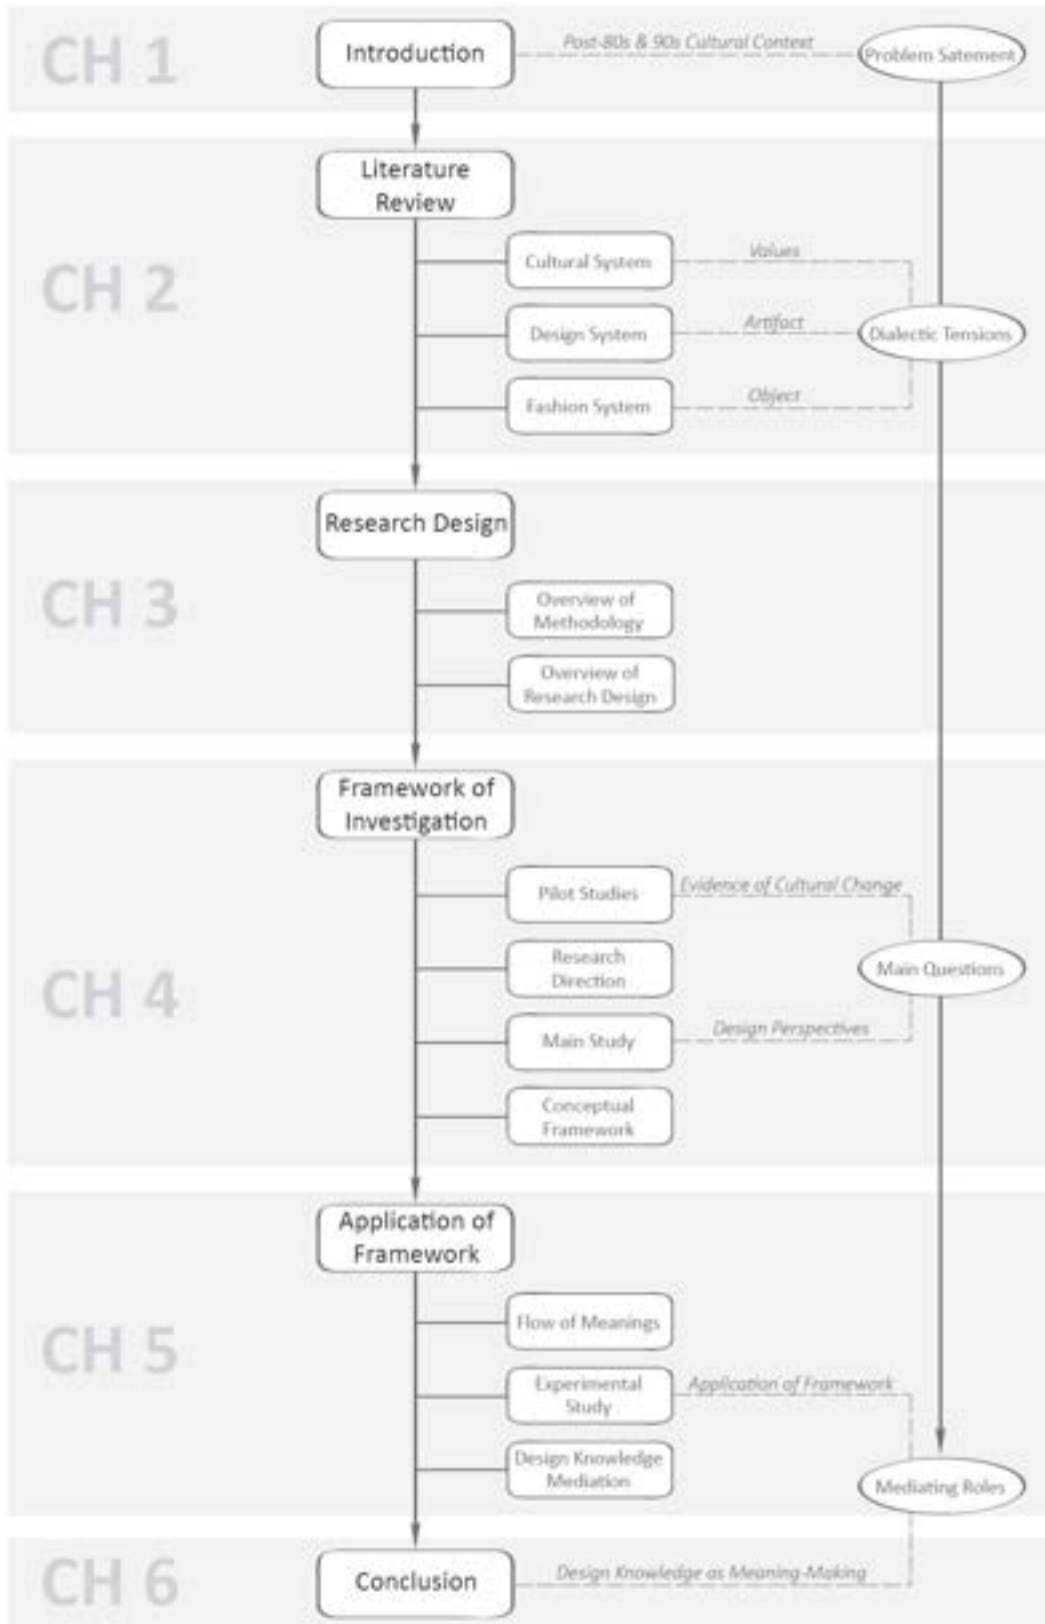 CH 1
Introduction
Post-80s & 90s Cultural Context
Problem Satement
CH 2
Literature
Review
Cultural System
Values
Design System
Artifact
Dialectic Tensions
Fashion System
Object
CH 3
Research Design
Overview of
Methodology
Overview of
Research Design
CH 4
Framework of
Investigation
Pilot Studies
Evidence of Cultural Change
Research
Direction
Main Questions
Main Study
Design Perspectives
Conceptual
Framework
CH 5
Application of
Framework
Flow of Meanings
Experimental
Study
Application of Framework
Design Knowledge
Mediation
Mediating Roles
CH 6
Conclusion
Design Knowledge as Meaning-Making